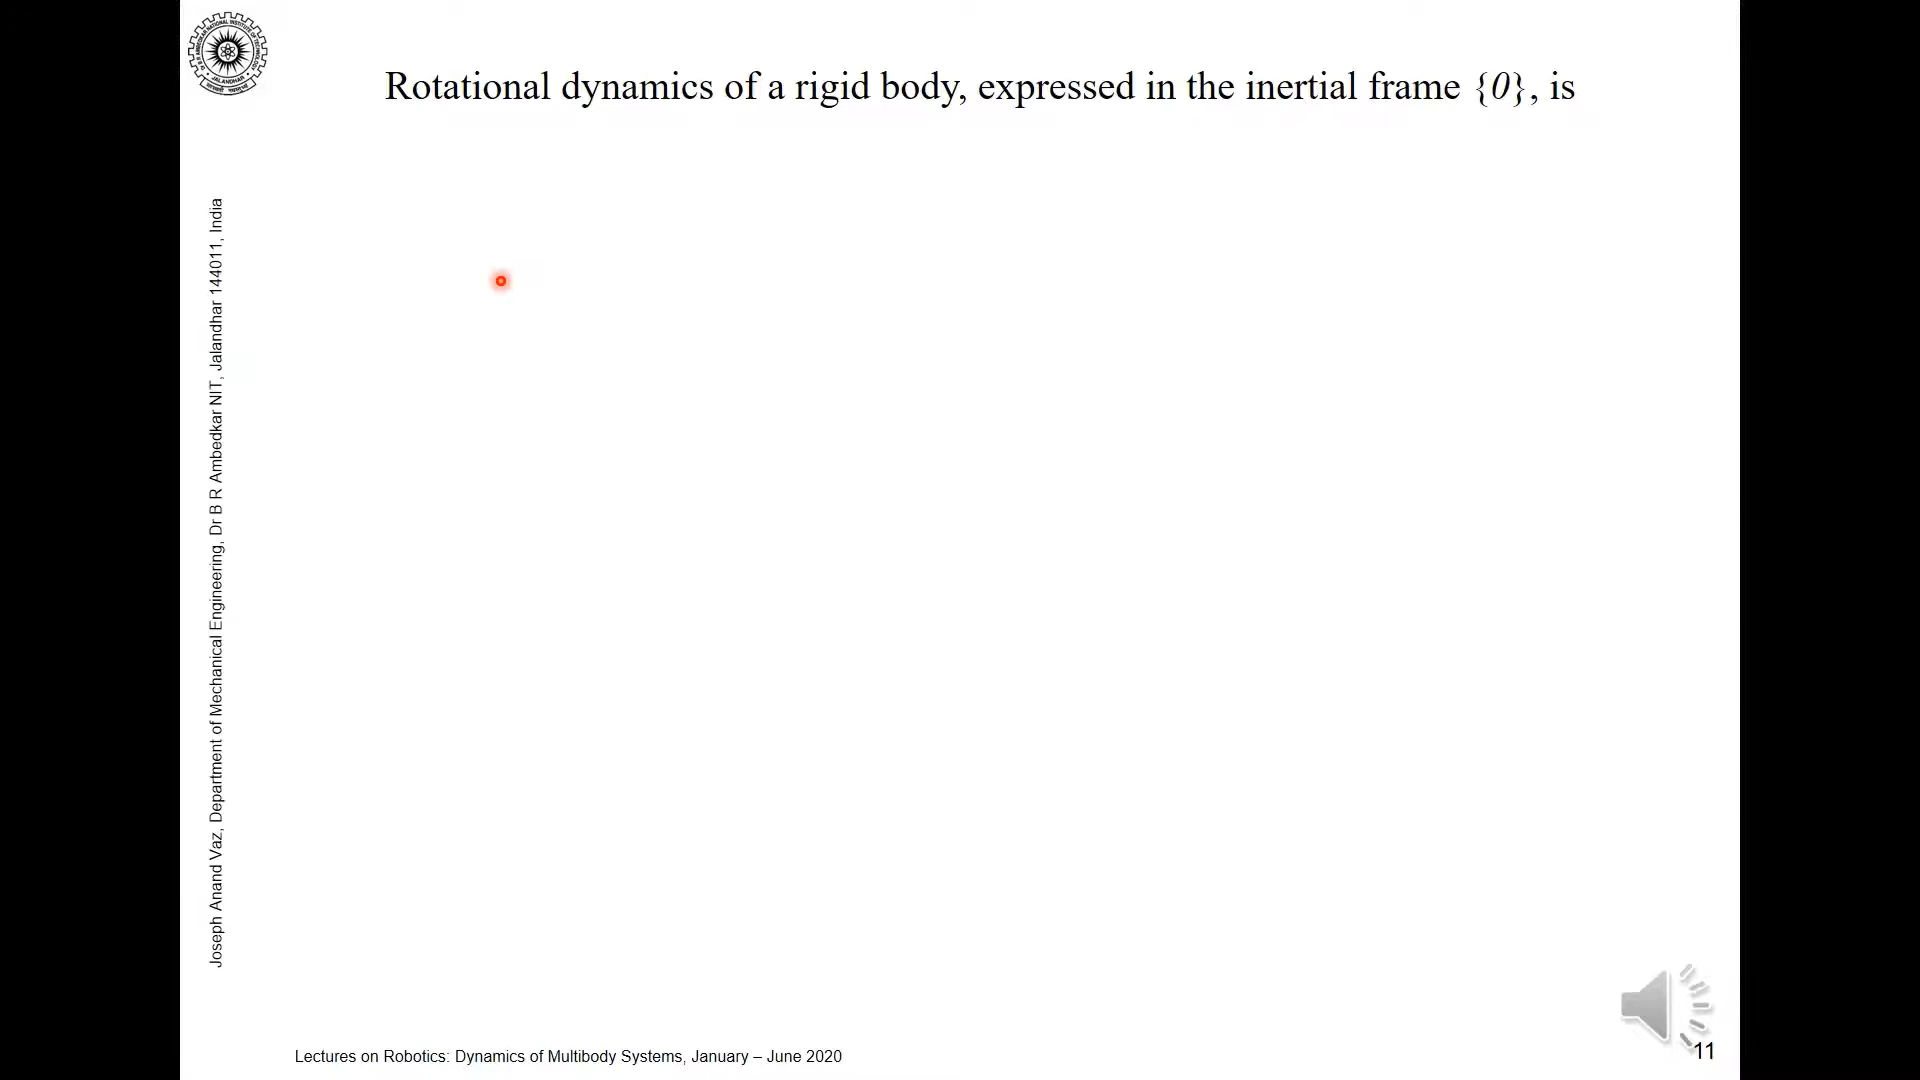 Rotational dynamics of a rigid body, expressed in the inertial frame {0}, is
Joseph Anand Vaz, Department of Mechanical Engineering, Dr B R Ambedkar NIT, Jalandhar 144011, India
Lectures on Robotics: Dynamics of Multibody Systems, January – June 2020
11